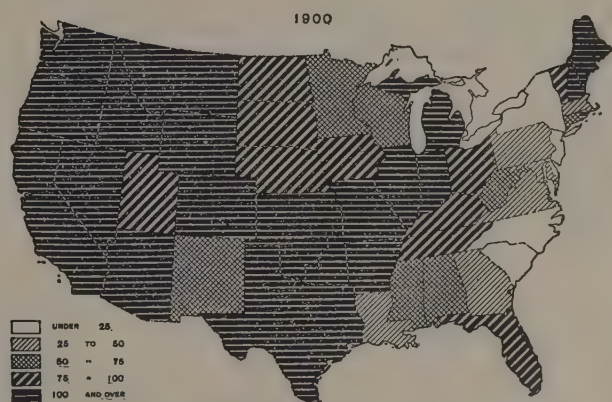 1900
UNDER 25.
25 TO 50
50 " 75
75 " 100
100 AND OVER